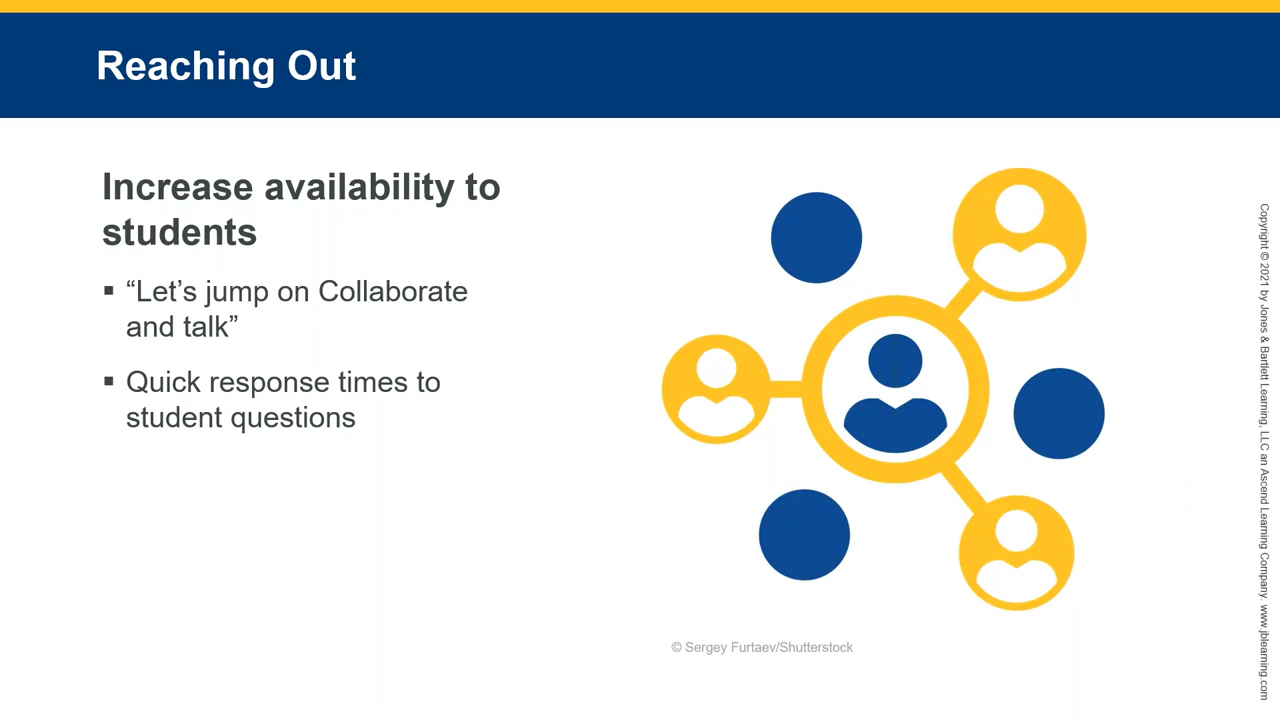 Reaching Out
Increase availability to
students
▪ “Let’s jump on Collaborate
and talk”
▪ Quick response times to
student questions
© Sergey Furtaev/Shutterstock
Copyright © 2021 by Jones & Bartlett Learning, LLC an Ascend Learning Company. www.jblearning.com